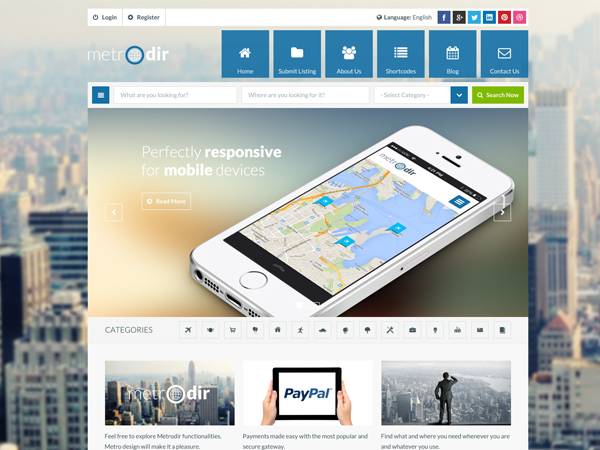 Login
Register
Language: English
metrodir
Home
Submit Listing
About Us
Shortcodes
Blog
Contact Us
What are you looking for?
Where are you looking for it?
- Select Category -
Search Now
Perfectly responsive
for mobile devices
Read More
metrodir
CATEGORIES
metrodir
PayPal
Feel free to explore Metrodir functionalities.
Metro design will make it a pleasure.
Payments made easy with the most popular and
secure gateway.
Find what and where you need whenever you are
and whatever you use.